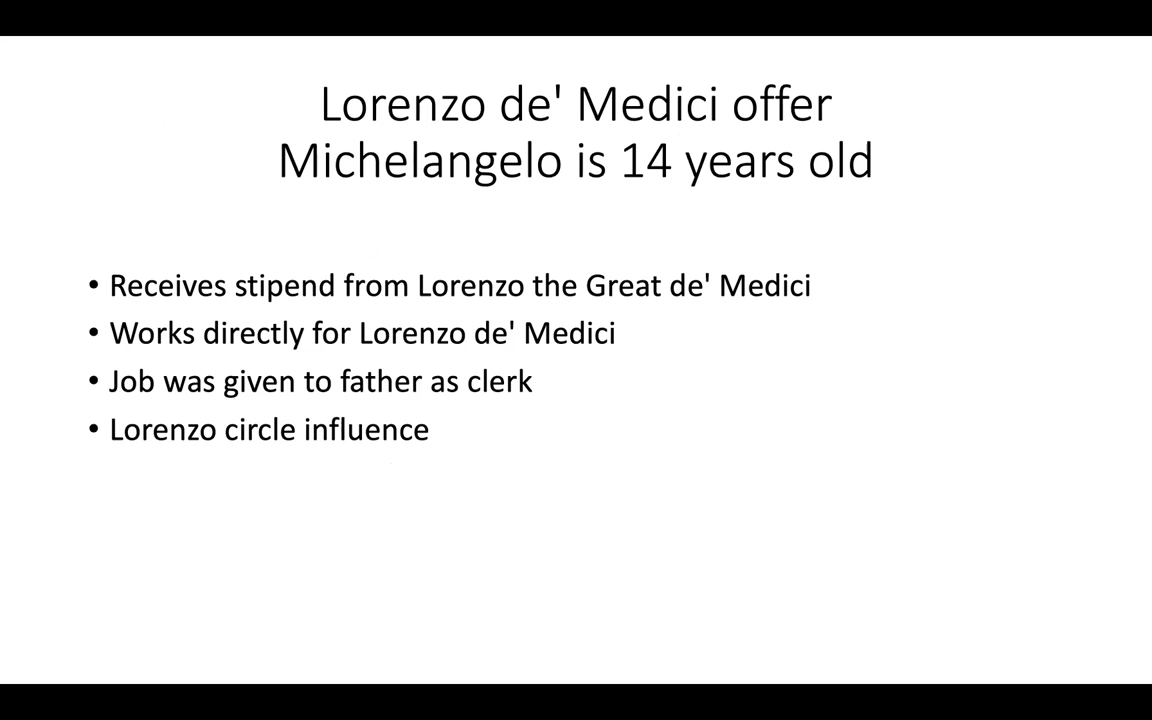 Lorenzo de' Medici offer
Michelangelo is 14 years old
• Receives stipend from Lorenzo the Great de' Medici
• Works directly for Lorenzo de' Medici
• Job was given to father as clerk
• Lorenzo circle influence